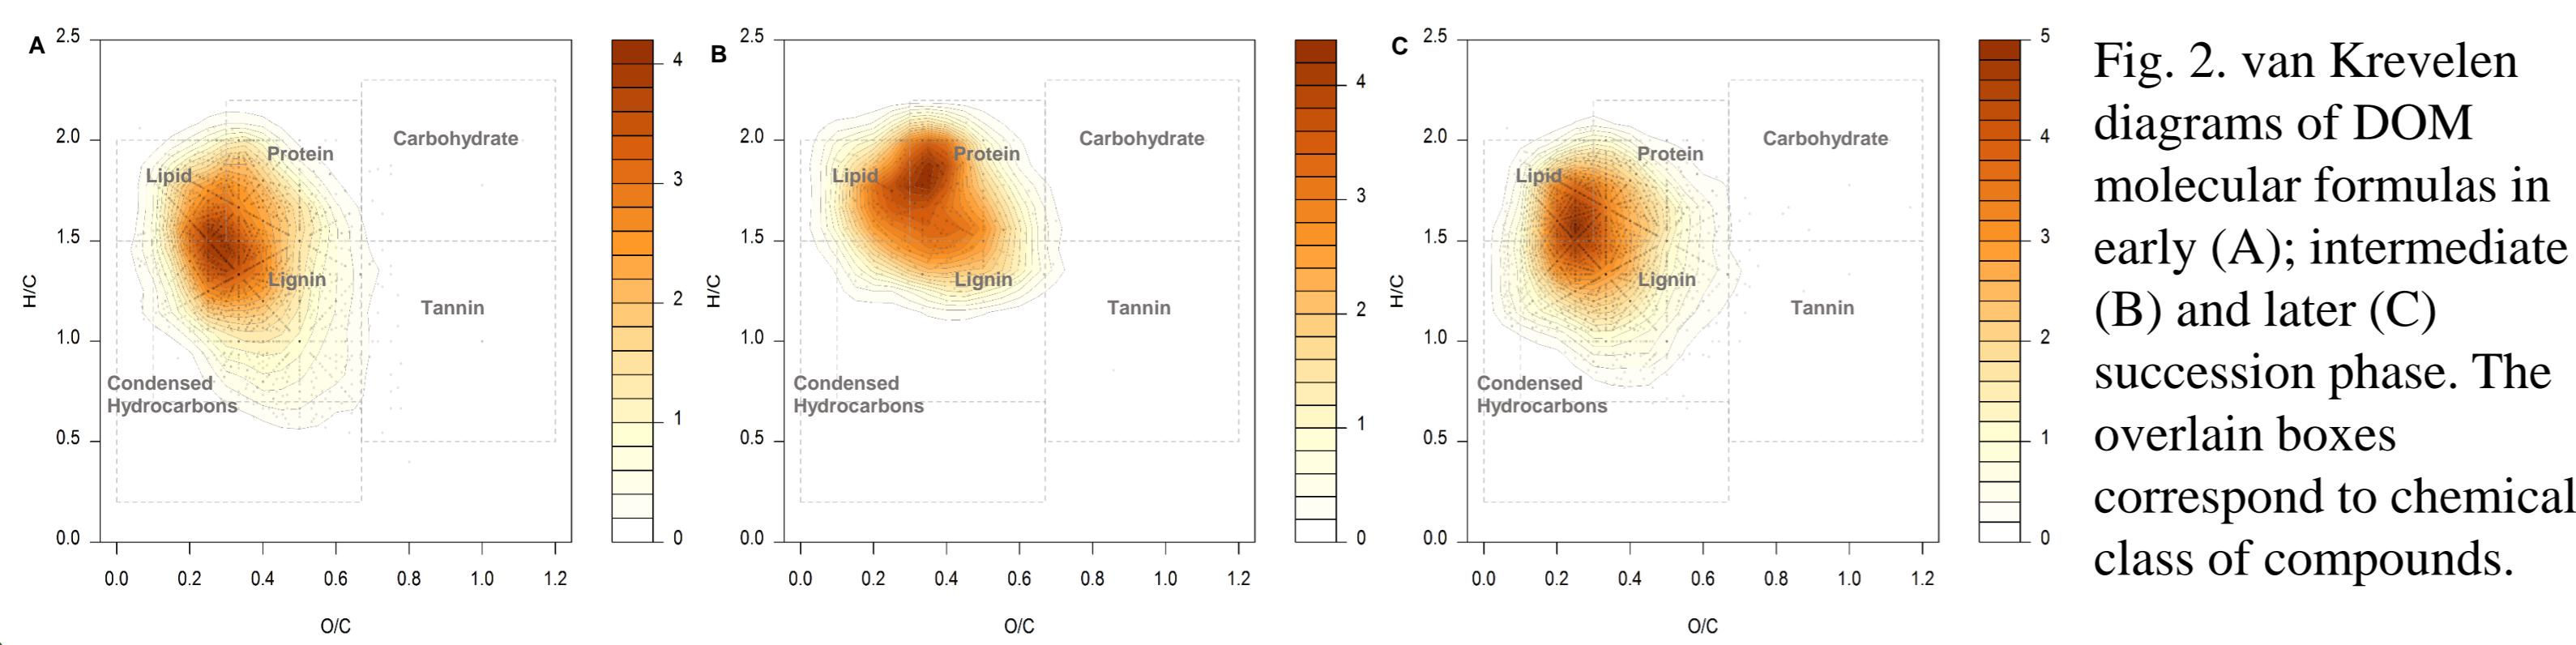 A
2.5
2.0
1.5
1.0
0.5
0.0
H/C
0.0 0.2 0.4 0.6 0.8 1.0 1.2
O/C
Carbohydrate
Protein
Lipid
Lignin
Tannin
Condensed
Hydrocarbons
4
3
2
1
0
B
2.5
2.0
1.5
1.0
0.5
0.0
H/C
0.0 0.2 0.4 0.6 0.8 1.0 1.2
O/C
Carbohydrate
Protein
Lipid
Lignin
Tannin
Condensed
Hydrocarbons
4
3
2
1
0
C
2.5
2.0
1.5
1.0
0.5
0.0
H/C
0.0 0.2 0.4 0.6 0.8 1.0 1.2
O/C
Carbohydrate
Protein
Lipid
Lignin
Tannin
Condensed
Hydrocarbons
5
4
3
2
1
0
Fig. 2. van Krevelen
diagrams of DOM
molecular formulas in
early (A); intermediate
(B) and later (C)
succession phase. The
overlain boxes
correspond to chemical
class of compounds.